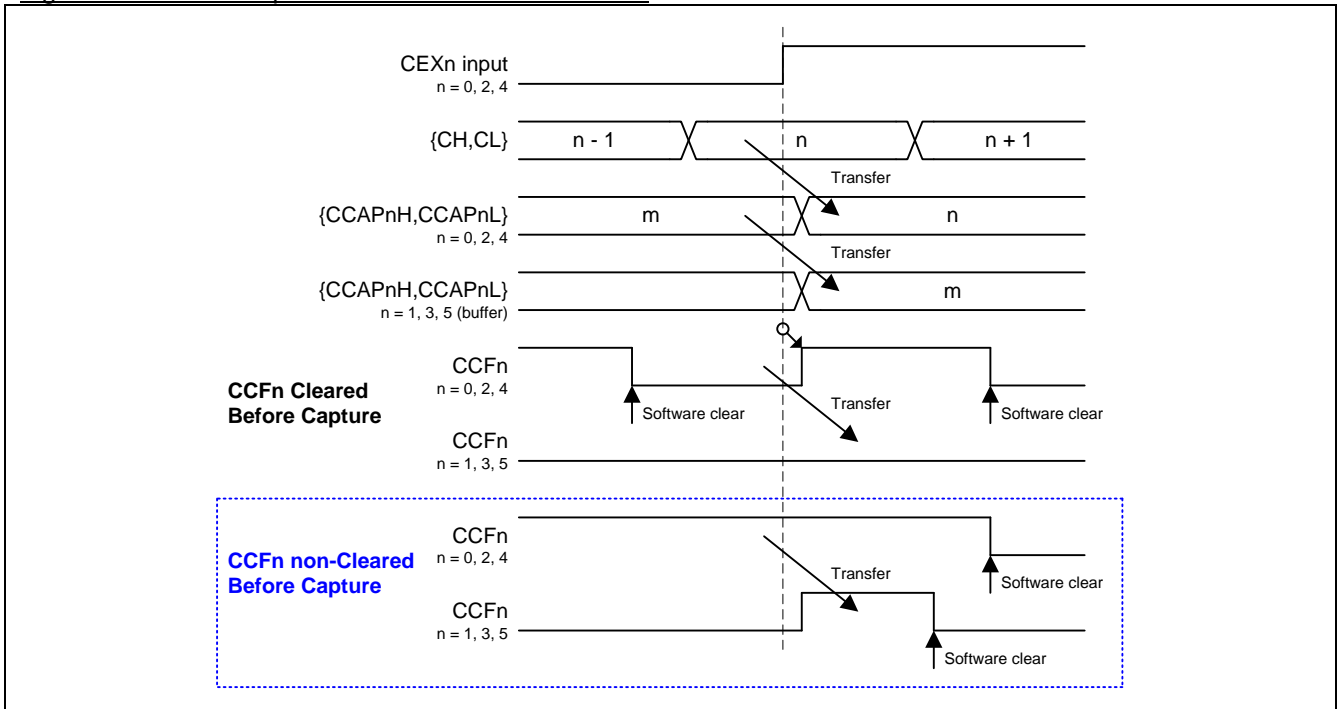 CEXn input
n = 0, 2, 4
{CH,CL} n - 1 n n + 1
Transfer
{CCAPnH,CCAPnL} m n
n = 0, 2, 4
Transfer
{CCAPnH,CCAPnL} m
n = 1, 3, 5 (buffer)
CCFn
n = 0, 2, 4
CCFn Cleared
Before Capture
Software clear Transfer Software clear
CCFn
n = 1, 3, 5
CCFn
n = 0, 2, 4
CCFn non-Cleared
Before Capture
Transfer Software clear
CCFn
n = 1, 3, 5
Software clear